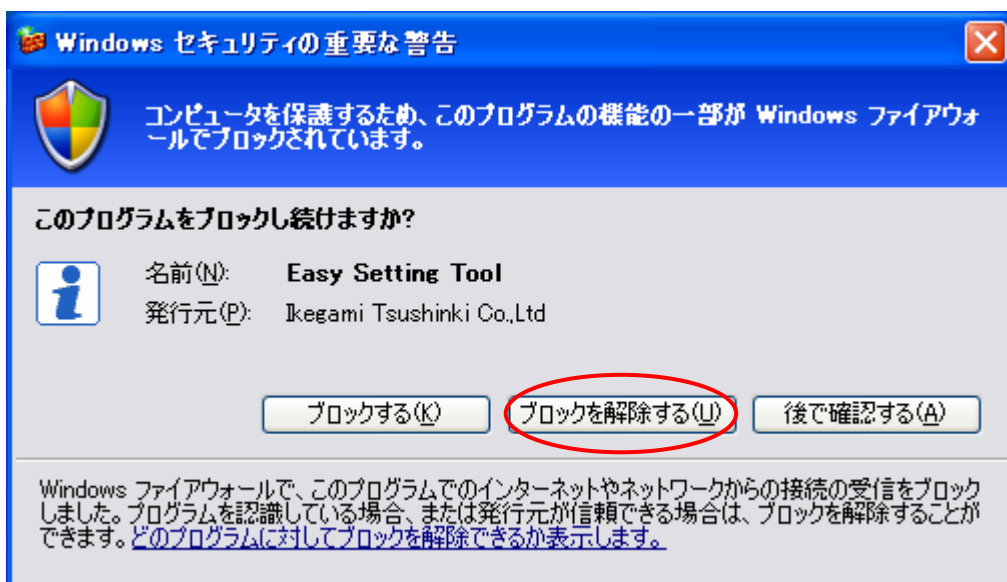 Windows セキュリティの重要な警告
コンピュータを保護するため、このプログラムの機能の一部が Windows ファイアウォ
ールでブロックされています。
このプログラムをブロックし続けますか?
名前(N): Easy Setting Tool
発行元(P): Ikegami Tsushinki Co.,Ltd
ブロックする(K) ブロックを解除する(U) 後で確認する(A)
Windows ファイアウォールで、このプログラムでのインターネットやネットワークからの接続の受信をブロック
しました。プログラムを認識している場合、または発行元が信頼できる場合は、ブロックを解除することが
できます。どのプログラムに対してブロックを解除できるか表示します。